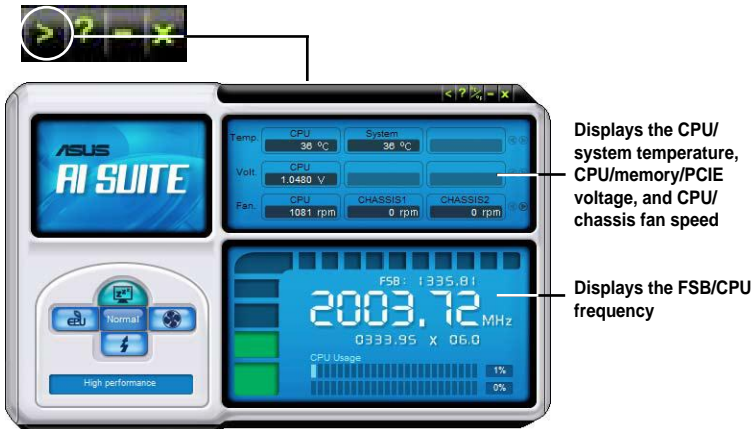 > ? - x
< ? °C/°F - x
ASUS
AI SUITE
Temp. CPU System
36 °C 36 °C
Volt. CPU
1.0480 V
Fan. CPU CHASSIS1 CHASSIS2
1081 rpm 0 rpm 0 rpm
Displays the CPU/
system temperature,
CPU/memory/PCIE
voltage, and CPU/
chassis fan speed
FSB: 1335.81
2003.72 MHz
0333.95 X 06.0
CPU Usage
1%
0%
Displays the FSB/CPU
frequency
zzz
EPU Normal
High performance